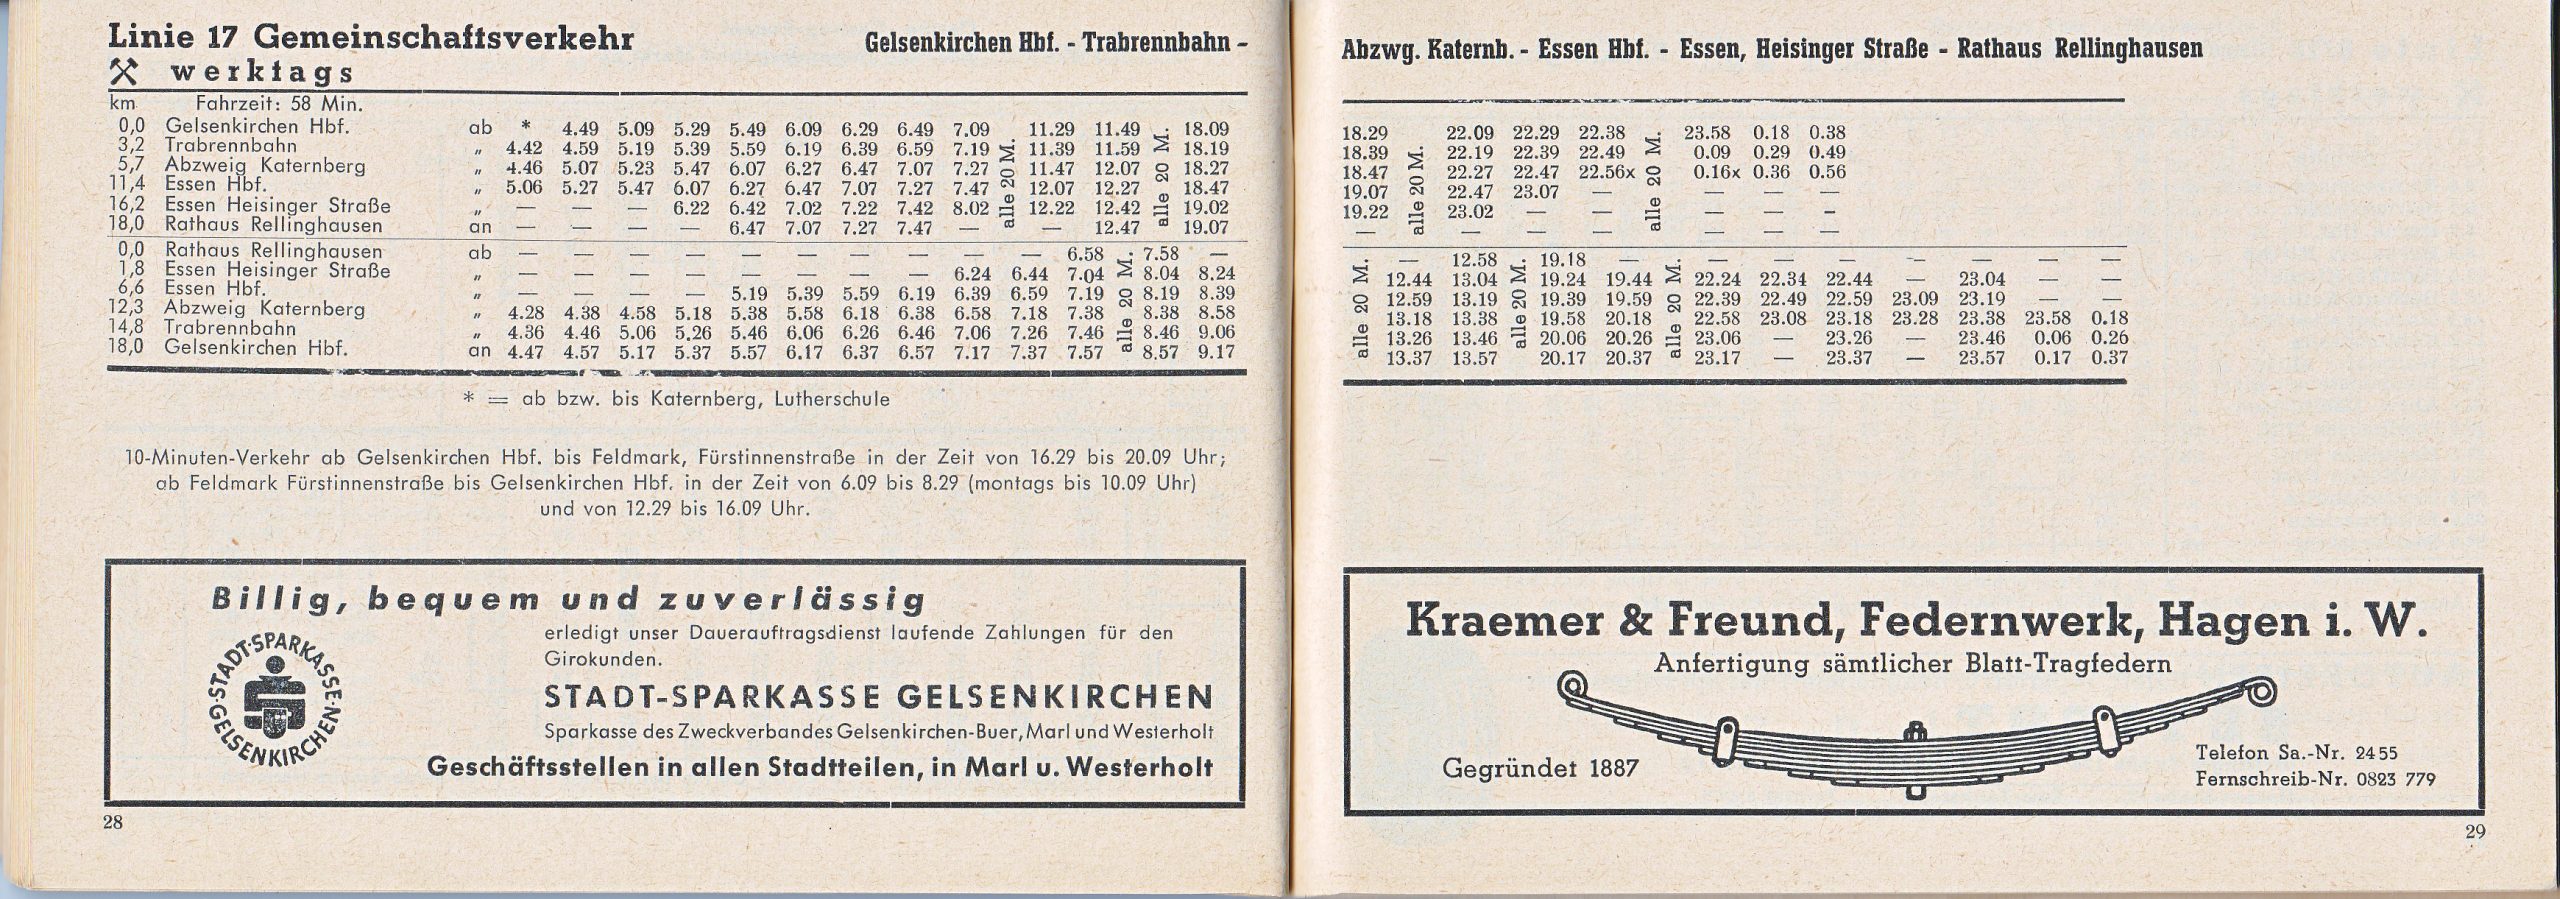 Linie 17 Gemeinschaftsverkehr Gelsenkirchen Hbf. - Trabrennbahn -
⚒ werktags
km Fahrzeit: 58 Min.
0,0 Gelsenkirchen Hbf. ab * 4.49 5.09 5.29 5.49 6.09 6.29 6.49 7.09 alle 20 M. 11.29 11.49 alle 20 M. 18.09
3,2 Trabrennbahn „ 4.42 4.59 5.19 5.39 5.59 6.19 6.39 6.59 7.19 11.39 11.59 18.19
5,7 Abzweig Katernberg „ 4.46 5.07 5.23 5.47 6.07 6.27 6.47 7.07 7.27 11.47 12.07 18.27
11,4 Essen Hbf. „ 5.06 5.27 5.47 6.07 6.27 6.47 7.07 7.27 7.47 12.07 12.27 18.47
16,2 Essen Heisinger Straße „ — — — 6.22 6.42 7.02 7.22 7.42 8.02 12.22 12.42 19.02
18,0 Rathaus Rellinghausen an — — — — 6.47 7.07 7.27 7.47 — — 12.47 19.07
0,0 Rathaus Rellinghausen ab — — — — — — — — — — 6.58 alle 20 M. 7.58 —
1,8 Essen Heisinger Straße „ — — — — — — — — 6.24 6.44 7.04 8.04 8.24
6,6 Essen Hbf. „ — — — — 5.19 5.39 5.59 6.19 6.39 6.59 7.19 8.19 8.39
12,3 Abzweig Katernberg „ 4.28 4.38 4.58 5.18 5.38 5.58 6.18 6.38 6.58 7.18 7.38 8.38 8.58
14,8 Trabrennbahn „ 4.36 4.46 5.06 5.26 5.46 6.06 6.26 6.46 7.06 7.26 7.46 8.46 9.06
18,0 Gelsenkirchen Hbf. an 4.47 4.57 5.17 5.37 5.57 6.17 6.37 6.57 7.17 7.37 7.57 8.57 9.17
* = ab bzw. bis Katernberg, Lutherschule
10-Minuten-Verkehr ab Gelsenkirchen Hbf. bis Feldmark, Fürstinnenstraße in der Zeit von 16.29 bis 20.09 Uhr;
ab Feldmark Fürstinnenstraße bis Gelsenkirchen Hbf. in der Zeit von 6.09 bis 8.29 (montags bis 10.09 Uhr)
und von 12.29 bis 16.09 Uhr.
Billig, bequem und zuverlässig
erledigt unser Dauerauftragsdienst laufende Zahlungen für den
Girokunden.
STADT-SPARKASSE GELSENKIRCHEN
Sparkasse des Zweckverbandes Gelsenkirchen-Buer, Marl und Westerholt
Geschäftsstellen in allen Stadtteilen, in Marl u. Westerholt
STADT-SPARKASSE-GELSENKIRCHEN-
28
Abzwg. Katernb. - Essen Hbf. - Essen, Heisinger Straße - Rathaus Rellinghausen
18.29 alle 20 M. 22.09 22.29 22.38 alle 20 M. 23.58 0.18 0.38
18.39 22.19 22.39 22.49 0.09 0.29 0.49
18.47 22.27 22.47 22.56x 0.16x 0.36 0.56
19.07 22.47 23.07 — — — —
19.22 23.02 — — — — –
— — — — — — —
alle 20 M. — 12.58 alle 20 M. 19.18 — alle 20 M. — — — - — — —
12.44 13.04 19.24 19.44 22.24 22.34 22.44 — 23.04 — —
12.59 13.19 19.39 19.59 22.39 22.49 22.59 23.09 23.19 — —
13.18 13.38 19.58 20.18 22.58 23.08 23.18 23.28 23.38 23.58 0.18
13.26 13.46 20.06 20.26 23.06 — 23.26 — 23.46 0.06 0.26
13.37 13.57 20.17 20.37 23.17 — 23.37 — 23.57 0.17 0.37
Kraemer & Freund, Federnwerk, Hagen i. W.
Anfertigung sämtlicher Blatt-Tragfedern
Gegründet 1887
Telefon Sa.-Nr. 2455
Fernschreib-Nr. 0823 779
29